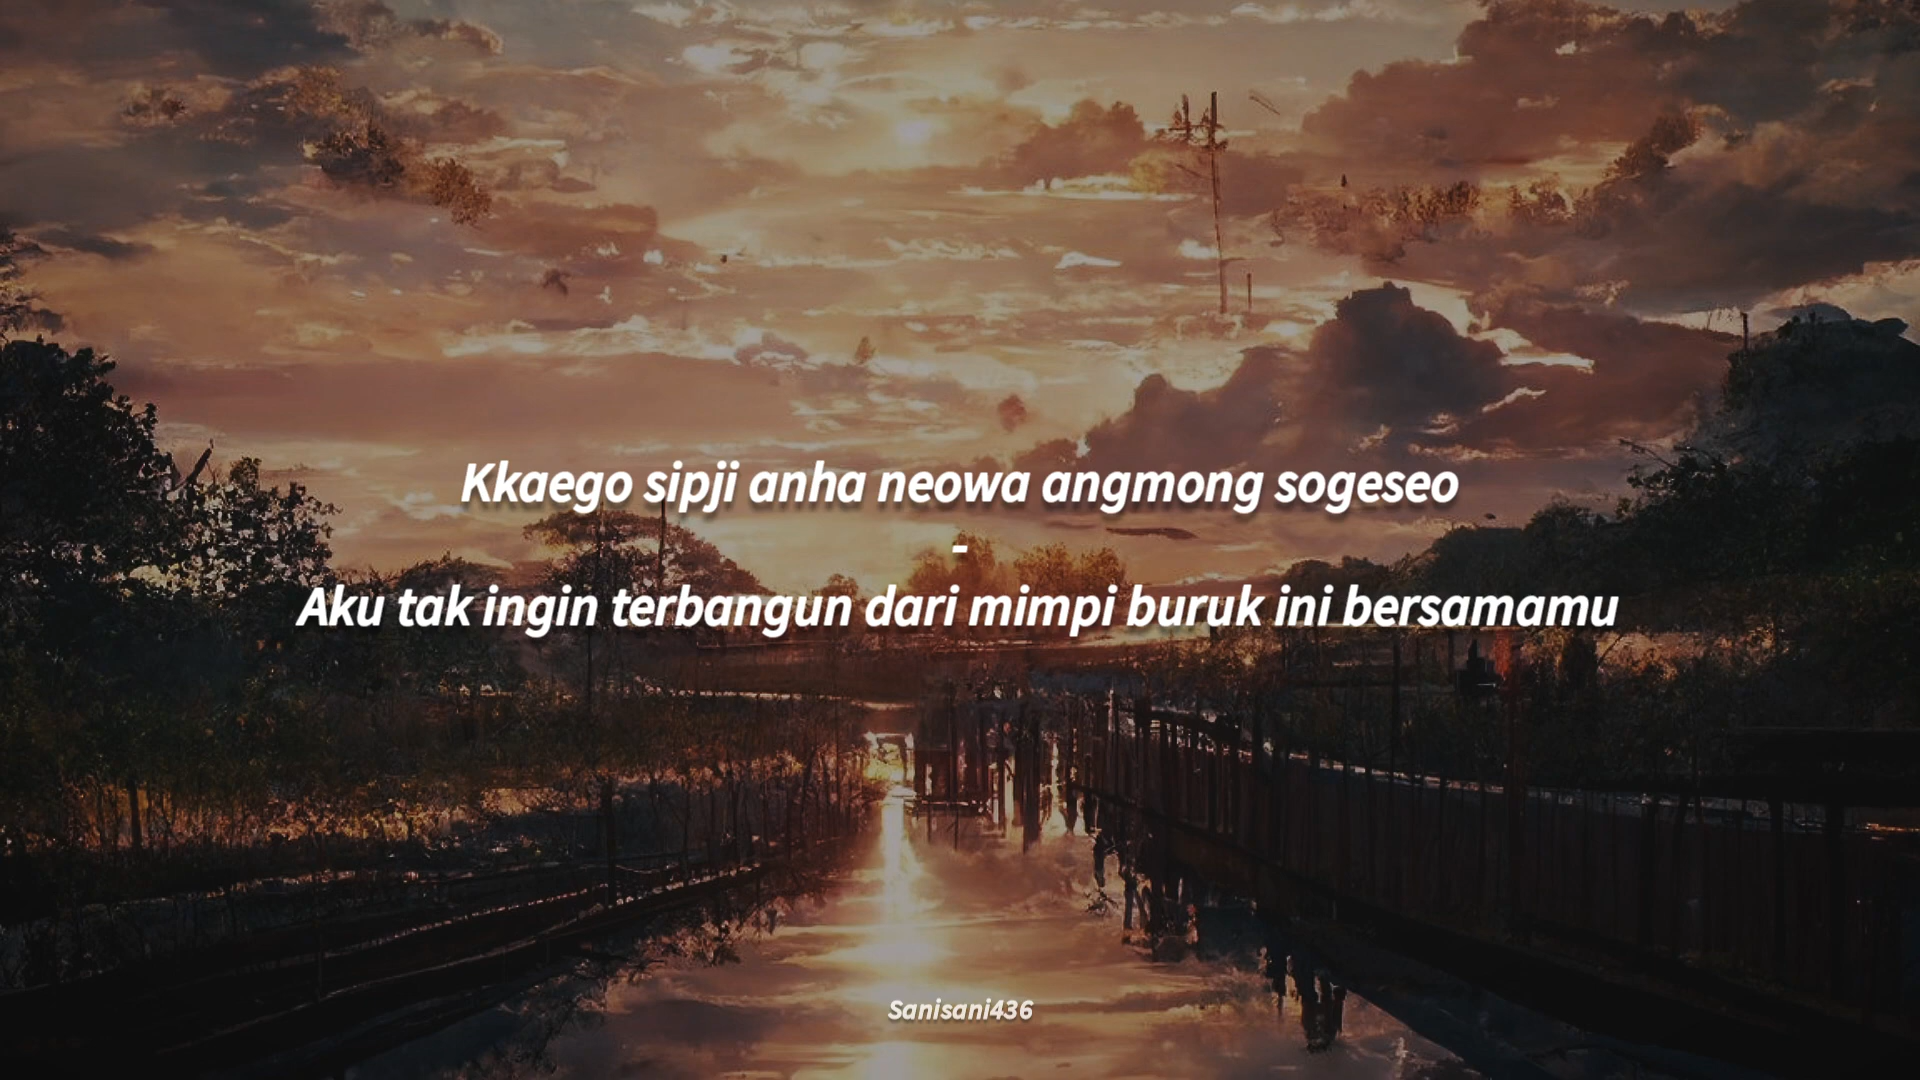 Kkaego sipji anha neowa angmong sogeseo
-
Aku tak ingin terbangun dari mimpi buruk ini bersamamu
Sanisani436